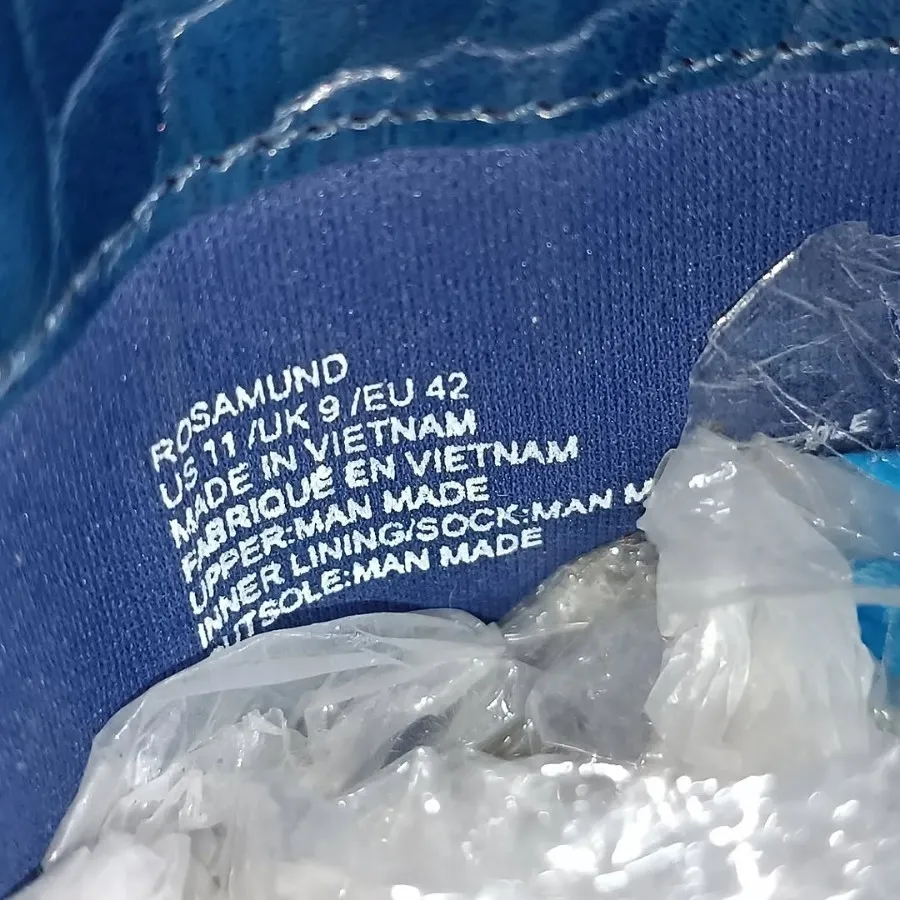 ROSAMUND
US 11 /UK 9 /EU 42
MADE IN VIETNAM
FABRIQUÉ EN VIETNAM
UPPER:MAN MADE
INNER LINING/SOCK:MAN M
OUTSOLE:MAN MADE